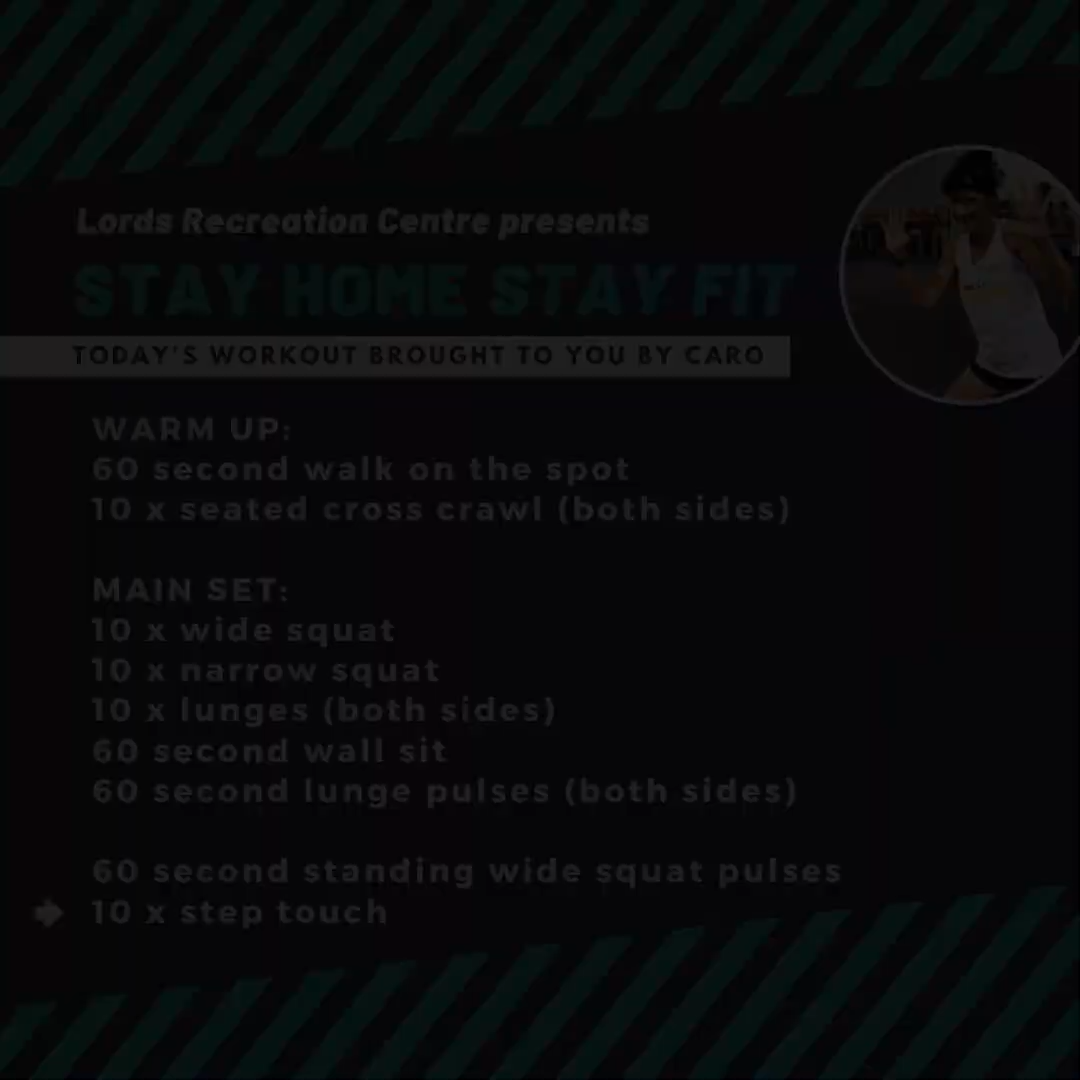 Lords Recreation Centre presents
STAY HOME STAY FIT
TODAY'S WORKOUT BROUGHT TO YOU BY CARO
WARM UP:
60 second walk on the spot
10 x seated cross crawl (both sides)
MAIN SET:
10 x wide squat
10 x narrow squat
10 x lunges (both sides)
60 second wall sit
60 second lunge pulses (both sides)
60 second standing wide squat pulses
10 x step touch